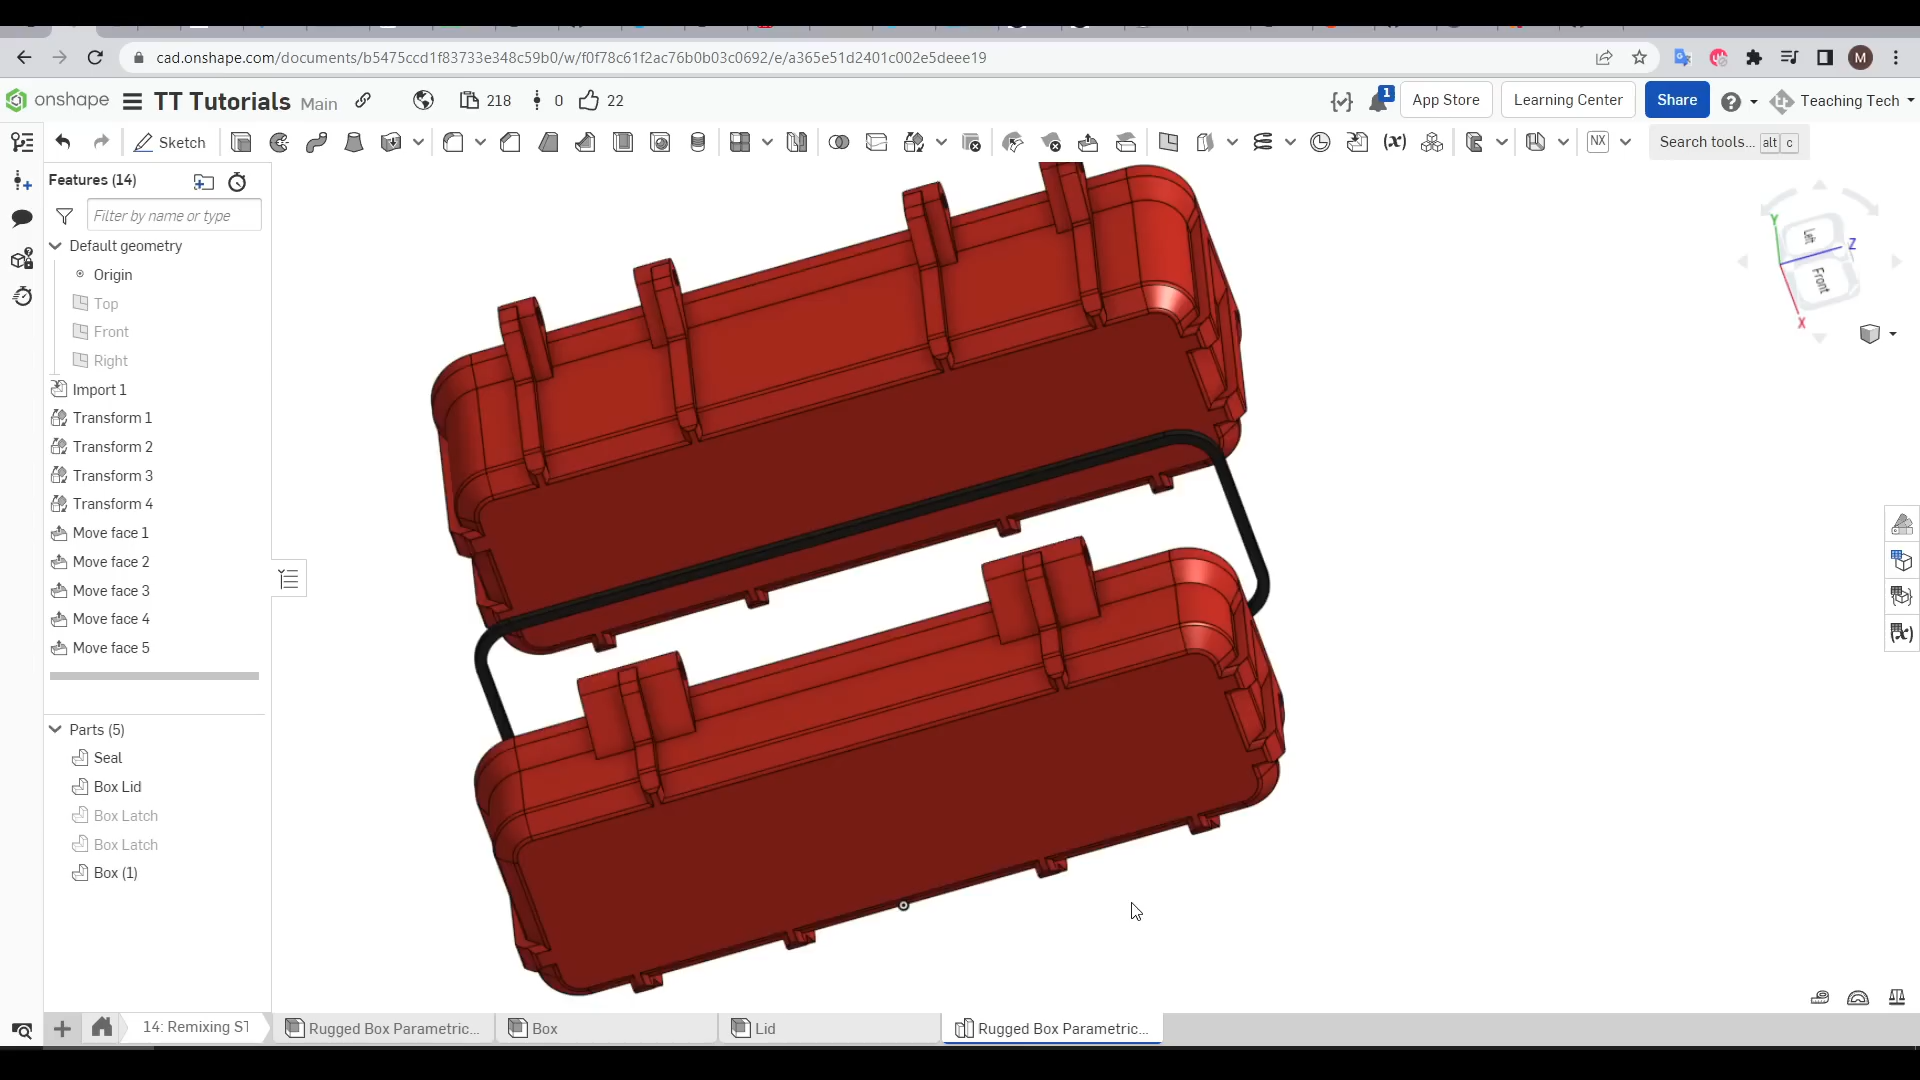 cad.onshape.com/documents/b5475ccd1f83733e348c59b0/w/f0f78c61f2ac76b0b03c0692/e/a365e51d2401c002e5deee19
M
onshape TT Tutorials Main 218 0 22 1 App Store Learning Center Share Teaching Tech
Sketch (x) NX Search tools... alt c
Features (14)
Filter by name or type
Default geometry
Origin
Top
Front
Right
Import 1
Transform 1
Transform 2
Transform 3
Transform 4
Move face 1
Move face 2
Move face 3
Move face 4
Move face 5
Parts (5)
Seal
Box Lid
Box Latch
Box Latch
Box (1)
Y
Left
Z
Front
X
(x)
14: Remixing ST Rugged Box Parametric... Box Lid Rugged Box Parametric...